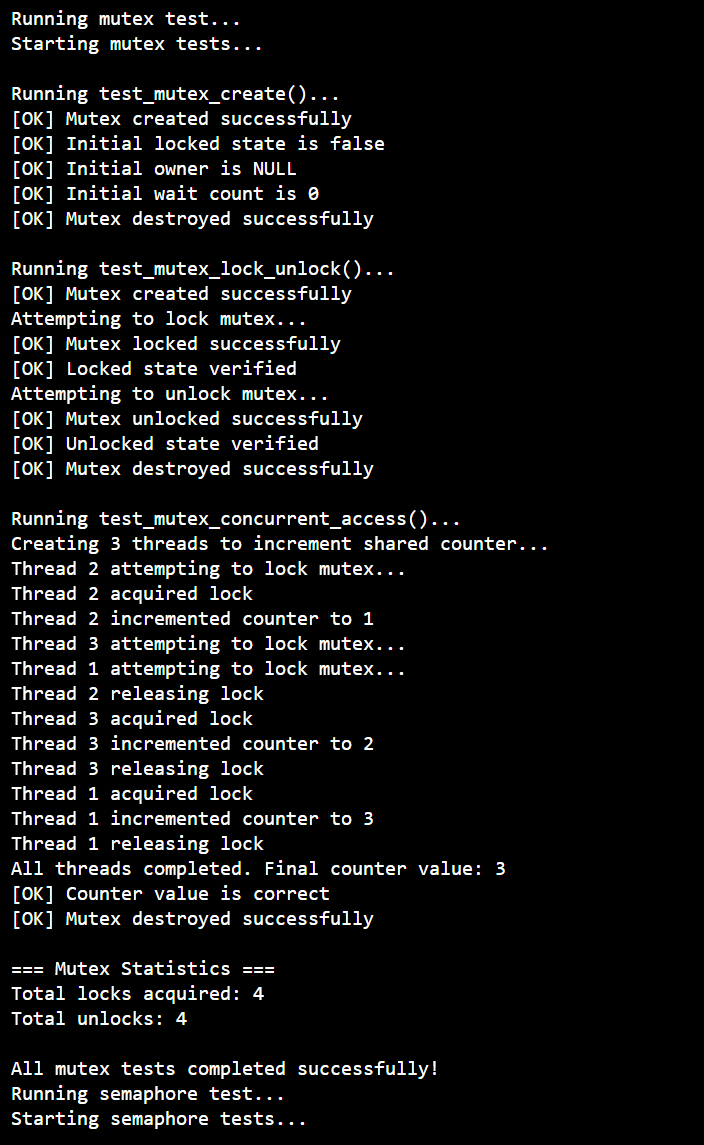 Running mutex test...
Starting mutex tests...
Running test_mutex_create()...
[OK] Mutex created successfully
[OK] Initial locked state is false
[OK] Initial owner is NULL
[OK] Initial wait count is 0
[OK] Mutex destroyed successfully
Running test_mutex_lock_unlock()...
[OK] Mutex created successfully
Attempting to lock mutex...
[OK] Mutex locked successfully
[OK] Locked state verified
Attempting to unlock mutex...
[OK] Mutex unlocked successfully
[OK] Unlocked state verified
[OK] Mutex destroyed successfully
Running test_mutex_concurrent_access()...
Creating 3 threads to increment shared counter...
Thread 2 attempting to lock mutex...
Thread 2 acquired lock
Thread 2 incremented counter to 1
Thread 3 attempting to lock mutex...
Thread 1 attempting to lock mutex...
Thread 2 releasing lock
Thread 3 acquired lock
Thread 3 incremented counter to 2
Thread 3 releasing lock
Thread 1 acquired lock
Thread 1 incremented counter to 3
Thread 1 releasing lock
All threads completed. Final counter value: 3
[OK] Counter value is correct
[OK] Mutex destroyed successfully
=== Mutex Statistics ===
Total locks acquired: 4
Total unlocks: 4
All mutex tests completed successfully!
Running semaphore test...
Starting semaphore tests...